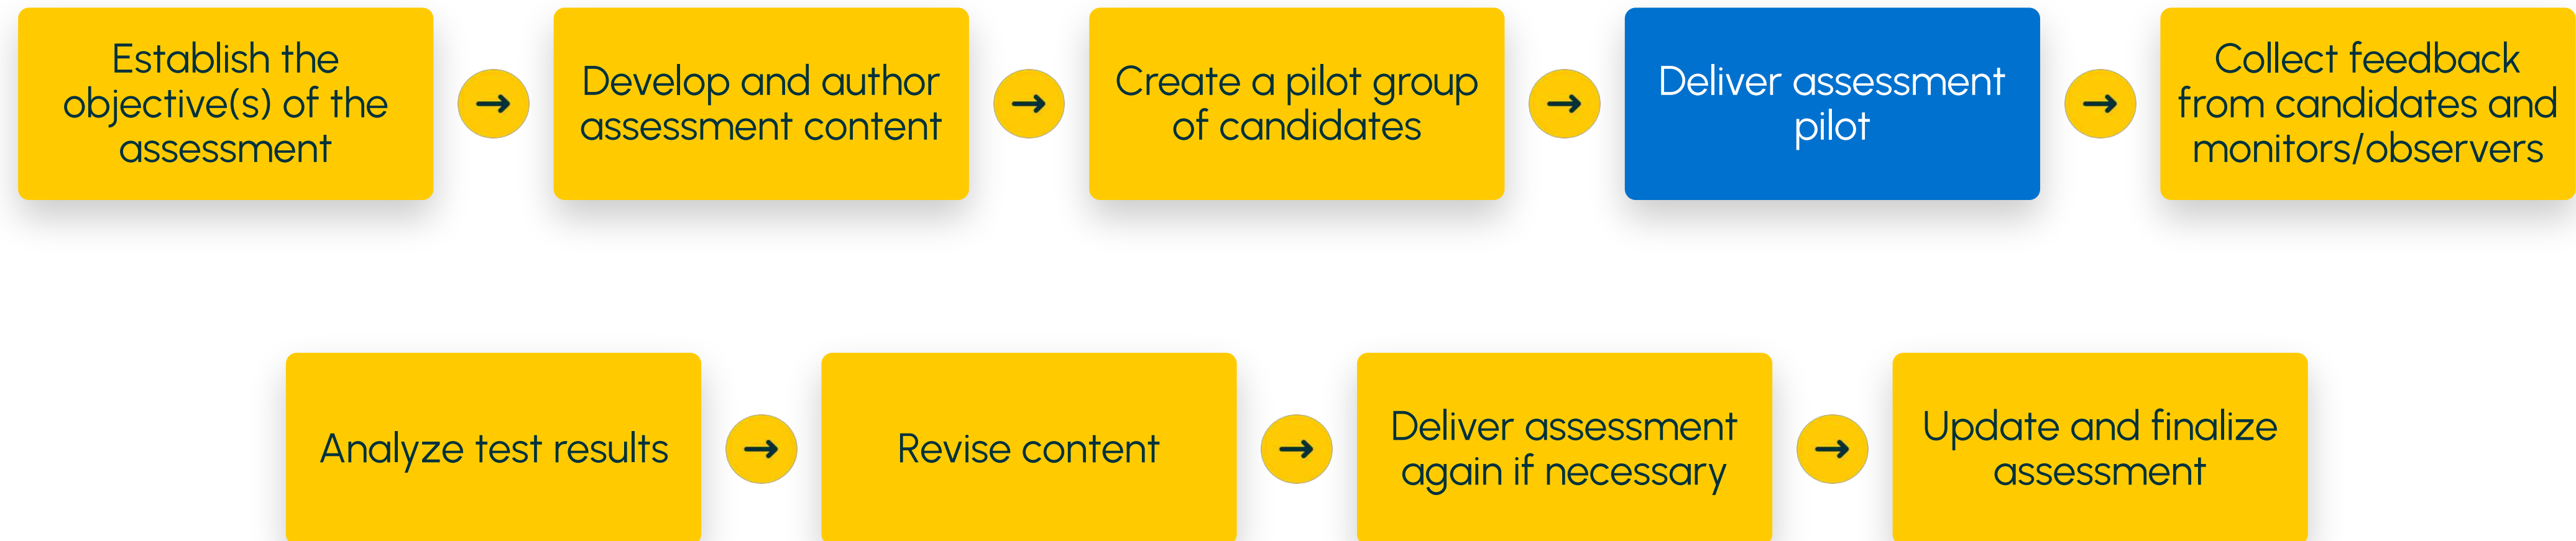 Establish the
objective(s) of the
assessment
Develop and author
assessment content
Create a pilot group
of candidates
Deliver assessment
pilot
Collect feedback
from candidates and
monitors/observers
Analyze test results
Revise content
Deliver assessment
again if necessary
Update and finalize
assessment